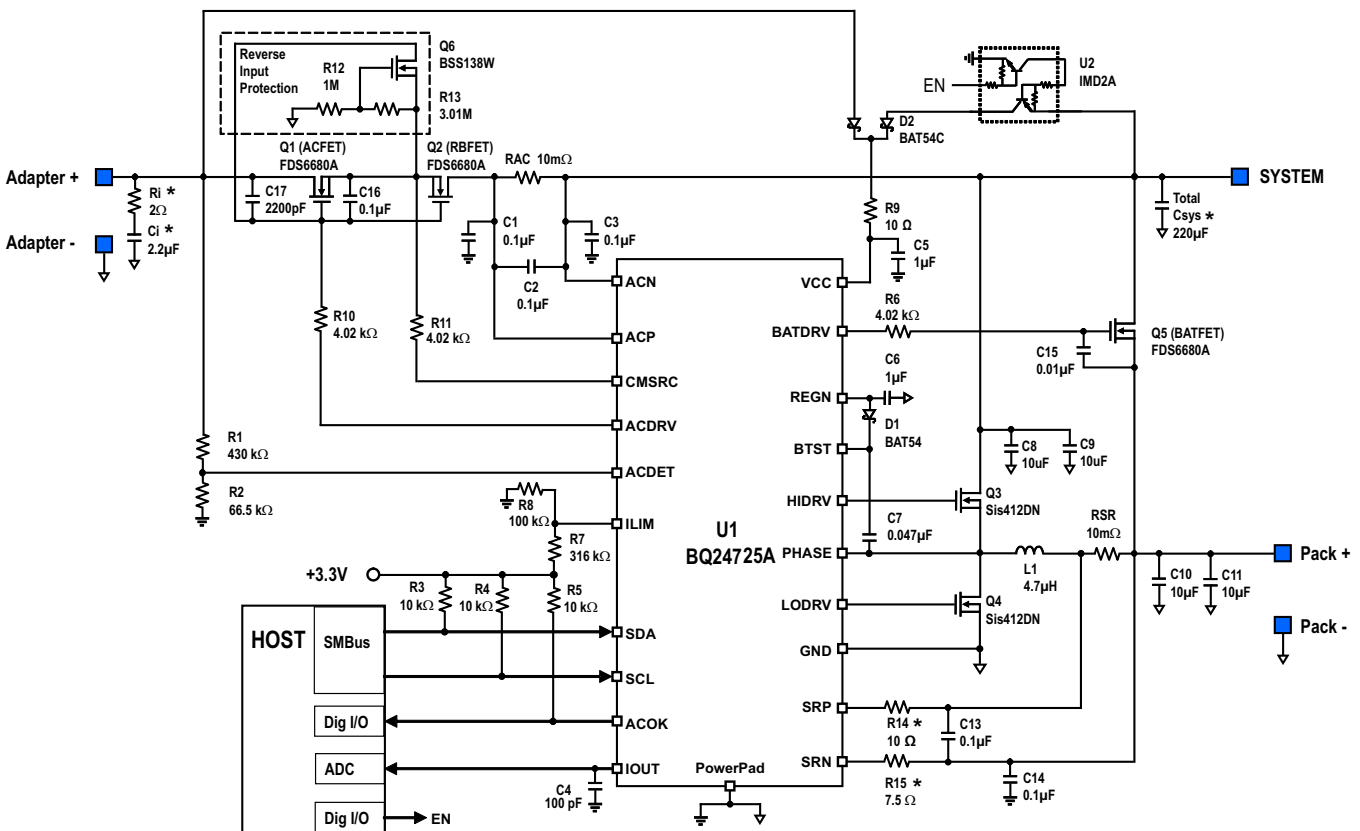 Reverse
Input
Protection
R12
1M
Q6
BSS138W
R13
3.01M
U2
IMD2A
EN
D2
BAT54C
Adapter +
Ri *
2Ω
Ci *
2.2µF
Adapter -
Q1 (ACFET)
FDS6680A
C17
2200pF
C16
0.1µF
Q2 (RBFET)
FDS6680A
RAC 10mΩ
SYSTEM
Total
Csys *
220µF
C1
0.1µF
C3
0.1µF
C2
0.1µF
R9
10 Ω
C5
1µF
R10
4.02 kΩ
R11
4.02 kΩ
ACN
ACP
CMSRC
ACDRV
ACDET
ILIM
SDA
SCL
ACOK
IOUT
U1
BQ24725A
PowerPad
VCC
BATDRV
REGN
BTST
HIDRV
PHASE
LODRV
GND
SRP
SRN
R6
4.02 kΩ
C15
0.01µF
Q5 (BATFET)
FDS6680A
C6
1µF
D1
BAT54
C8
10uF
C9
10uF
Q3
Sis412DN
C7
0.047µF
RSR
10mΩ
L1
4.7µH
Q4
Sis412DN
Pack +
C10
10µF
C11
10µF
Pack -
R1
430 kΩ
R2
66.5 kΩ
R8
100 kΩ
R7
316 kΩ
+3.3V
R3
10 kΩ
R4
10 kΩ
R5
10 kΩ
HOST
SMBus
Dig I/O
ADC
Dig I/O
EN
C4
100 pF
R14 *
10 Ω
C13
0.1µF
R15 *
7.5 Ω
C14
0.1µF